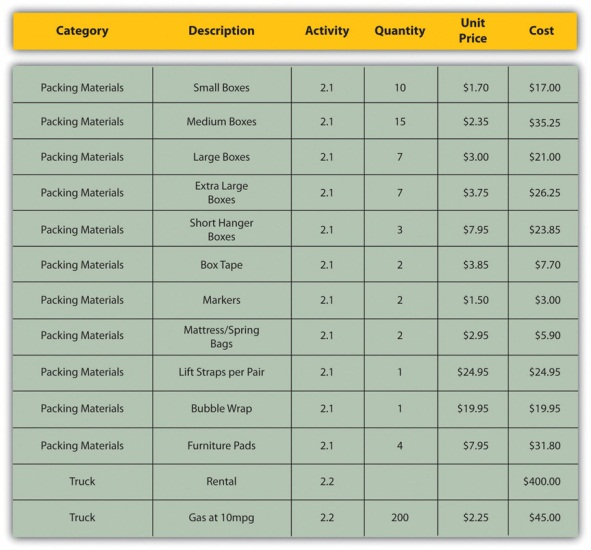 Category Description Activity Quantity Unit Price Cost
Packing Materials Small Boxes 2.1 10 $1.70 $17.00
Packing Materials Medium Boxes 2.1 15 $2.35 $35.25
Packing Materials Large Boxes 2.1 7 $3.00 $21.00
Packing Materials Extra Large Boxes 2.1 7 $3.75 $26.25
Packing Materials Short Hanger Boxes 2.1 3 $7.95 $23.85
Packing Materials Box Tape 2.1 2 $3.85 $7.70
Packing Materials Markers 2.1 2 $1.50 $3.00
Packing Materials Mattress/Spring Bags 2.1 2 $2.95 $5.90
Packing Materials Lift Straps per Pair 2.1 1 $24.95 $24.95
Packing Materials Bubble Wrap 2.1 1 $19.95 $19.95
Packing Materials Furniture Pads 2.1 4 $7.95 $31.80
Truck Rental 2.2 $400.00
Truck Gas at 10mpg 2.2 200 $2.25 $45.00